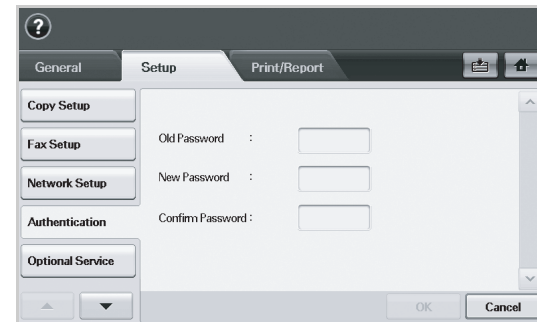 ?
General Setup Print/Report
Copy Setup
Fax Setup
Network Setup
Authentication
Optional Service
Old Password :
New Password :
Confirm Password :
OK Cancel